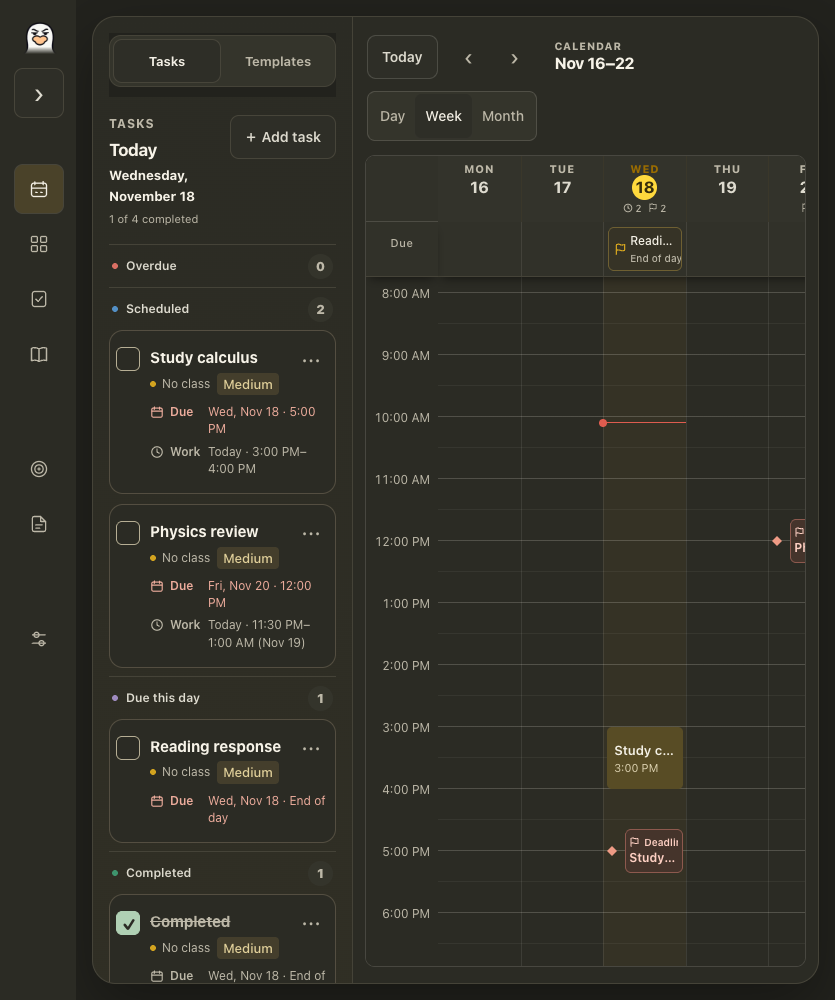 Tasks
Templates
TASKS
Today
Wednesday,
November 18
1 of 4 completed
+ Add task
Overdue
0
Scheduled
2
Study calculus
No class
Medium
Due
Wed, Nov 18 · 5:00
PM
Work
Today · 3:00 PM–
4:00 PM
Physics review
No class
Medium
Due
Fri, Nov 20 · 12:00
PM
Work
Today · 11:30 PM–
1:00 AM (Nov 19)
Due this day
1
Reading response
No class
Medium
Due
Wed, Nov 18 · End of
day
Completed
1
Completed
No class
Medium
Due
Wed, Nov 18 · End of
Today
‹
›
CALENDAR
Nov 16–22
Day
Week
Month
MON
16
TUE
17
WED
18
2
2
THU
19
F
2
Due
Readi...
End of day
8:00 AM
9:00 AM
10:00 AM
11:00 AM
12:00 PM
1:00 PM
2:00 PM
3:00 PM
Study c...
3:00 PM
4:00 PM
5:00 PM
Deadlin
Study...
6:00 PM